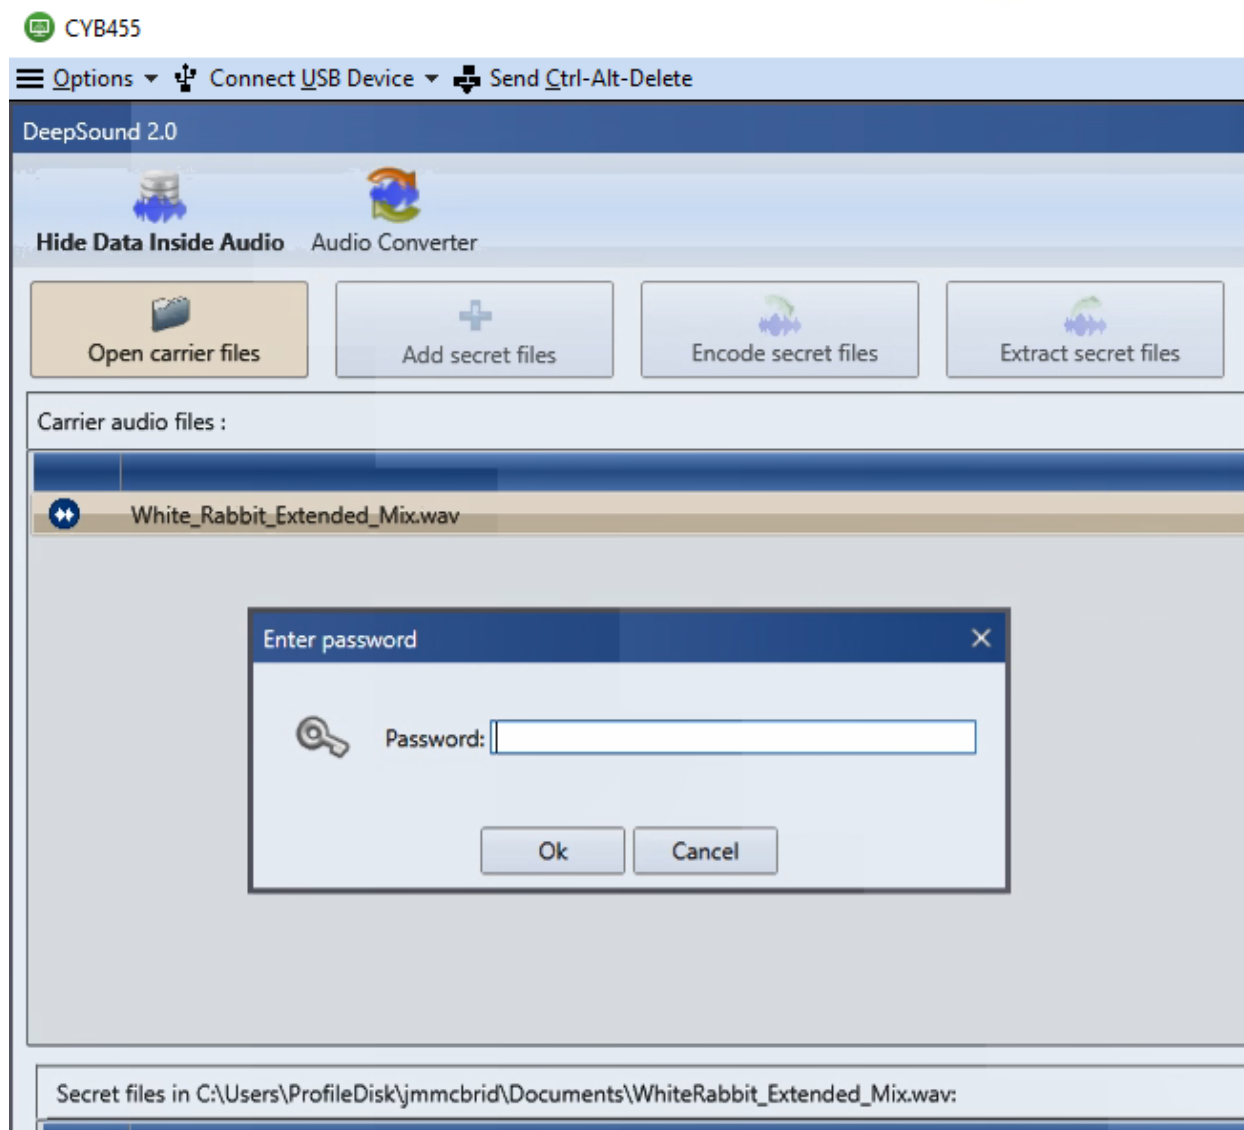 CYB455
Options Connect USB Device Send Ctrl-Alt-Delete
DeepSound 2.0
Hide Data Inside Audio Audio Converter
Open carrier files Add secret files Encode secret files Extract secret files
Carrier audio files :
White_Rabbit_Extended_Mix.wav
Enter password
Password:
Ok Cancel
Secret files in C:\Users\ProfileDisk\jmmcbrid\Documents\WhiteRabbit_Extended_Mix.wav: